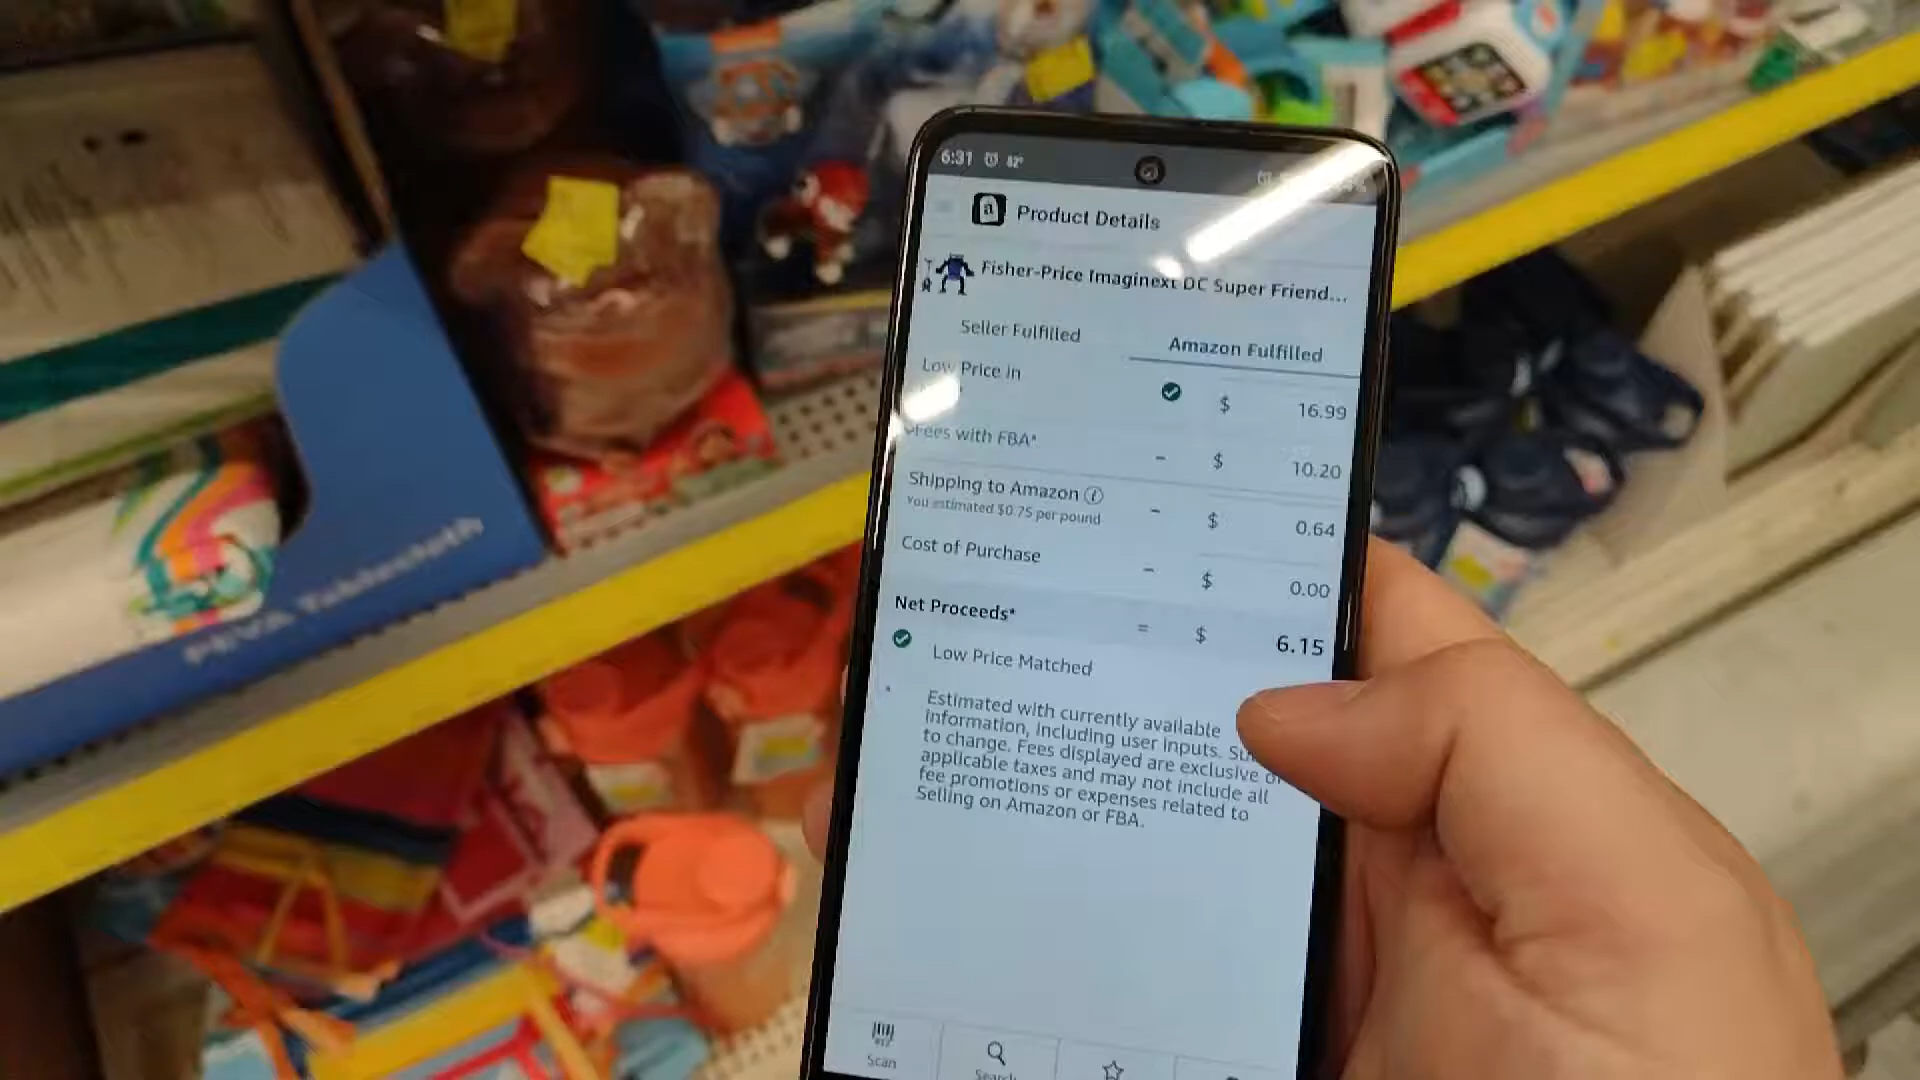 6:31 82°
Product Details
Fisher-Price Imaginext DC Super Friend...
Seller Fulfilled
Amazon Fulfilled
Low Price in
$ 16.99
Fees with FBA*
- $ 10.20
Shipping to Amazon
You estimated $0.75 per pound
- $ 0.64
Cost of Purchase
- $ 0.00
Net Proceeds*
= $ 6.15
Low Price Matched
* Estimated with currently available
information, including user inputs.
to change. Fees displayed are exclusive
applicable taxes and may not include all
fee promotions or expenses related to
Selling on Amazon or FBA.
Scan
Search
Tablecloth